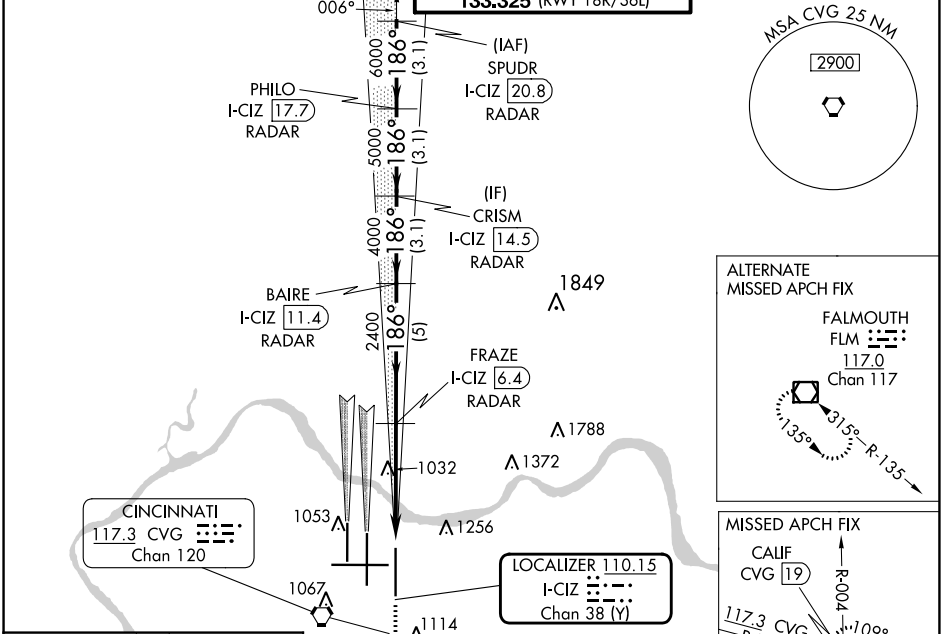 006°
133.325 (RWY 18R/36L)
6000
186°
(3.1)
(IAF)
SPUDR
I-CIZ 20.8
RADAR
PHILO
I-CIZ 17.7
RADAR
5000
186°
(3.1)
(IF)
CRISM
I-CIZ 14.5
RADAR
4000
186°
(3.1)
BAIRE
I-CIZ 11.4
RADAR
2400
186°
(5)
FRAZE
I-CIZ 6.4
RADAR
1849
1788
1372
1032
1053
1256
1067
1114
CINCINNATI
117.3 CVG
Chan 120
LOCALIZER 110.15
I-CIZ
Chan 38 (Y)
MSA CVG 25 NM
2900
ALTERNATE
MISSED APCH FIX
FALMOUTH
FLM
117.0
Chan 117
135°
315°
R-135
MISSED APCH FIX
CALIF
CVG 19
R-004
117.3 CVG
109°